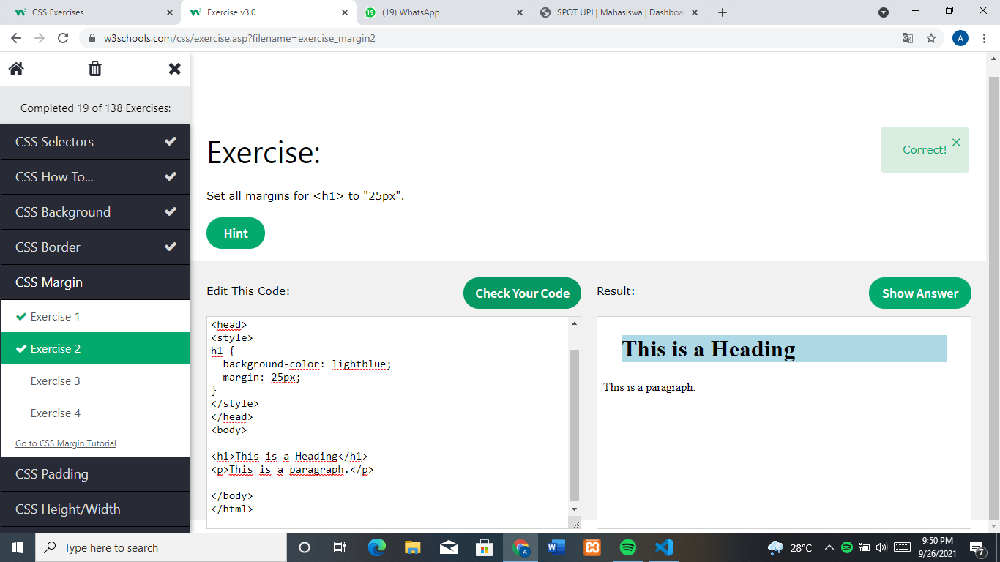 CSS Exercises
Exercise v3.0
(19) WhatsApp
SPOT UPI | Mahasiswa | Dashboa
w3schools.com/css/exercise.asp?filename=exercise_margin2
A
Completed 19 of 138 Exercises:
CSS Selectors
CSS How To...
CSS Background
CSS Border
CSS Margin
Exercise 1
Exercise 2
Exercise 3
Exercise 4
Go to CSS Margin Tutorial
CSS Padding
CSS Height/Width
Exercise:
Correct!
Set all margins for <h1> to "25px".
Hint
Edit This Code:
Check Your Code
<head>
<style>
h1 {
  background-color: lightblue;
  margin: 25px;
}
</style>
</head>
<body>
<h1>This is a Heading</h1>
<p>This is a paragraph.</p>
</body>
</html>
Result:
Show Answer
This is a Heading
This is a paragraph.
Type here to search
28°C
9:50 PM
9/26/2021
7